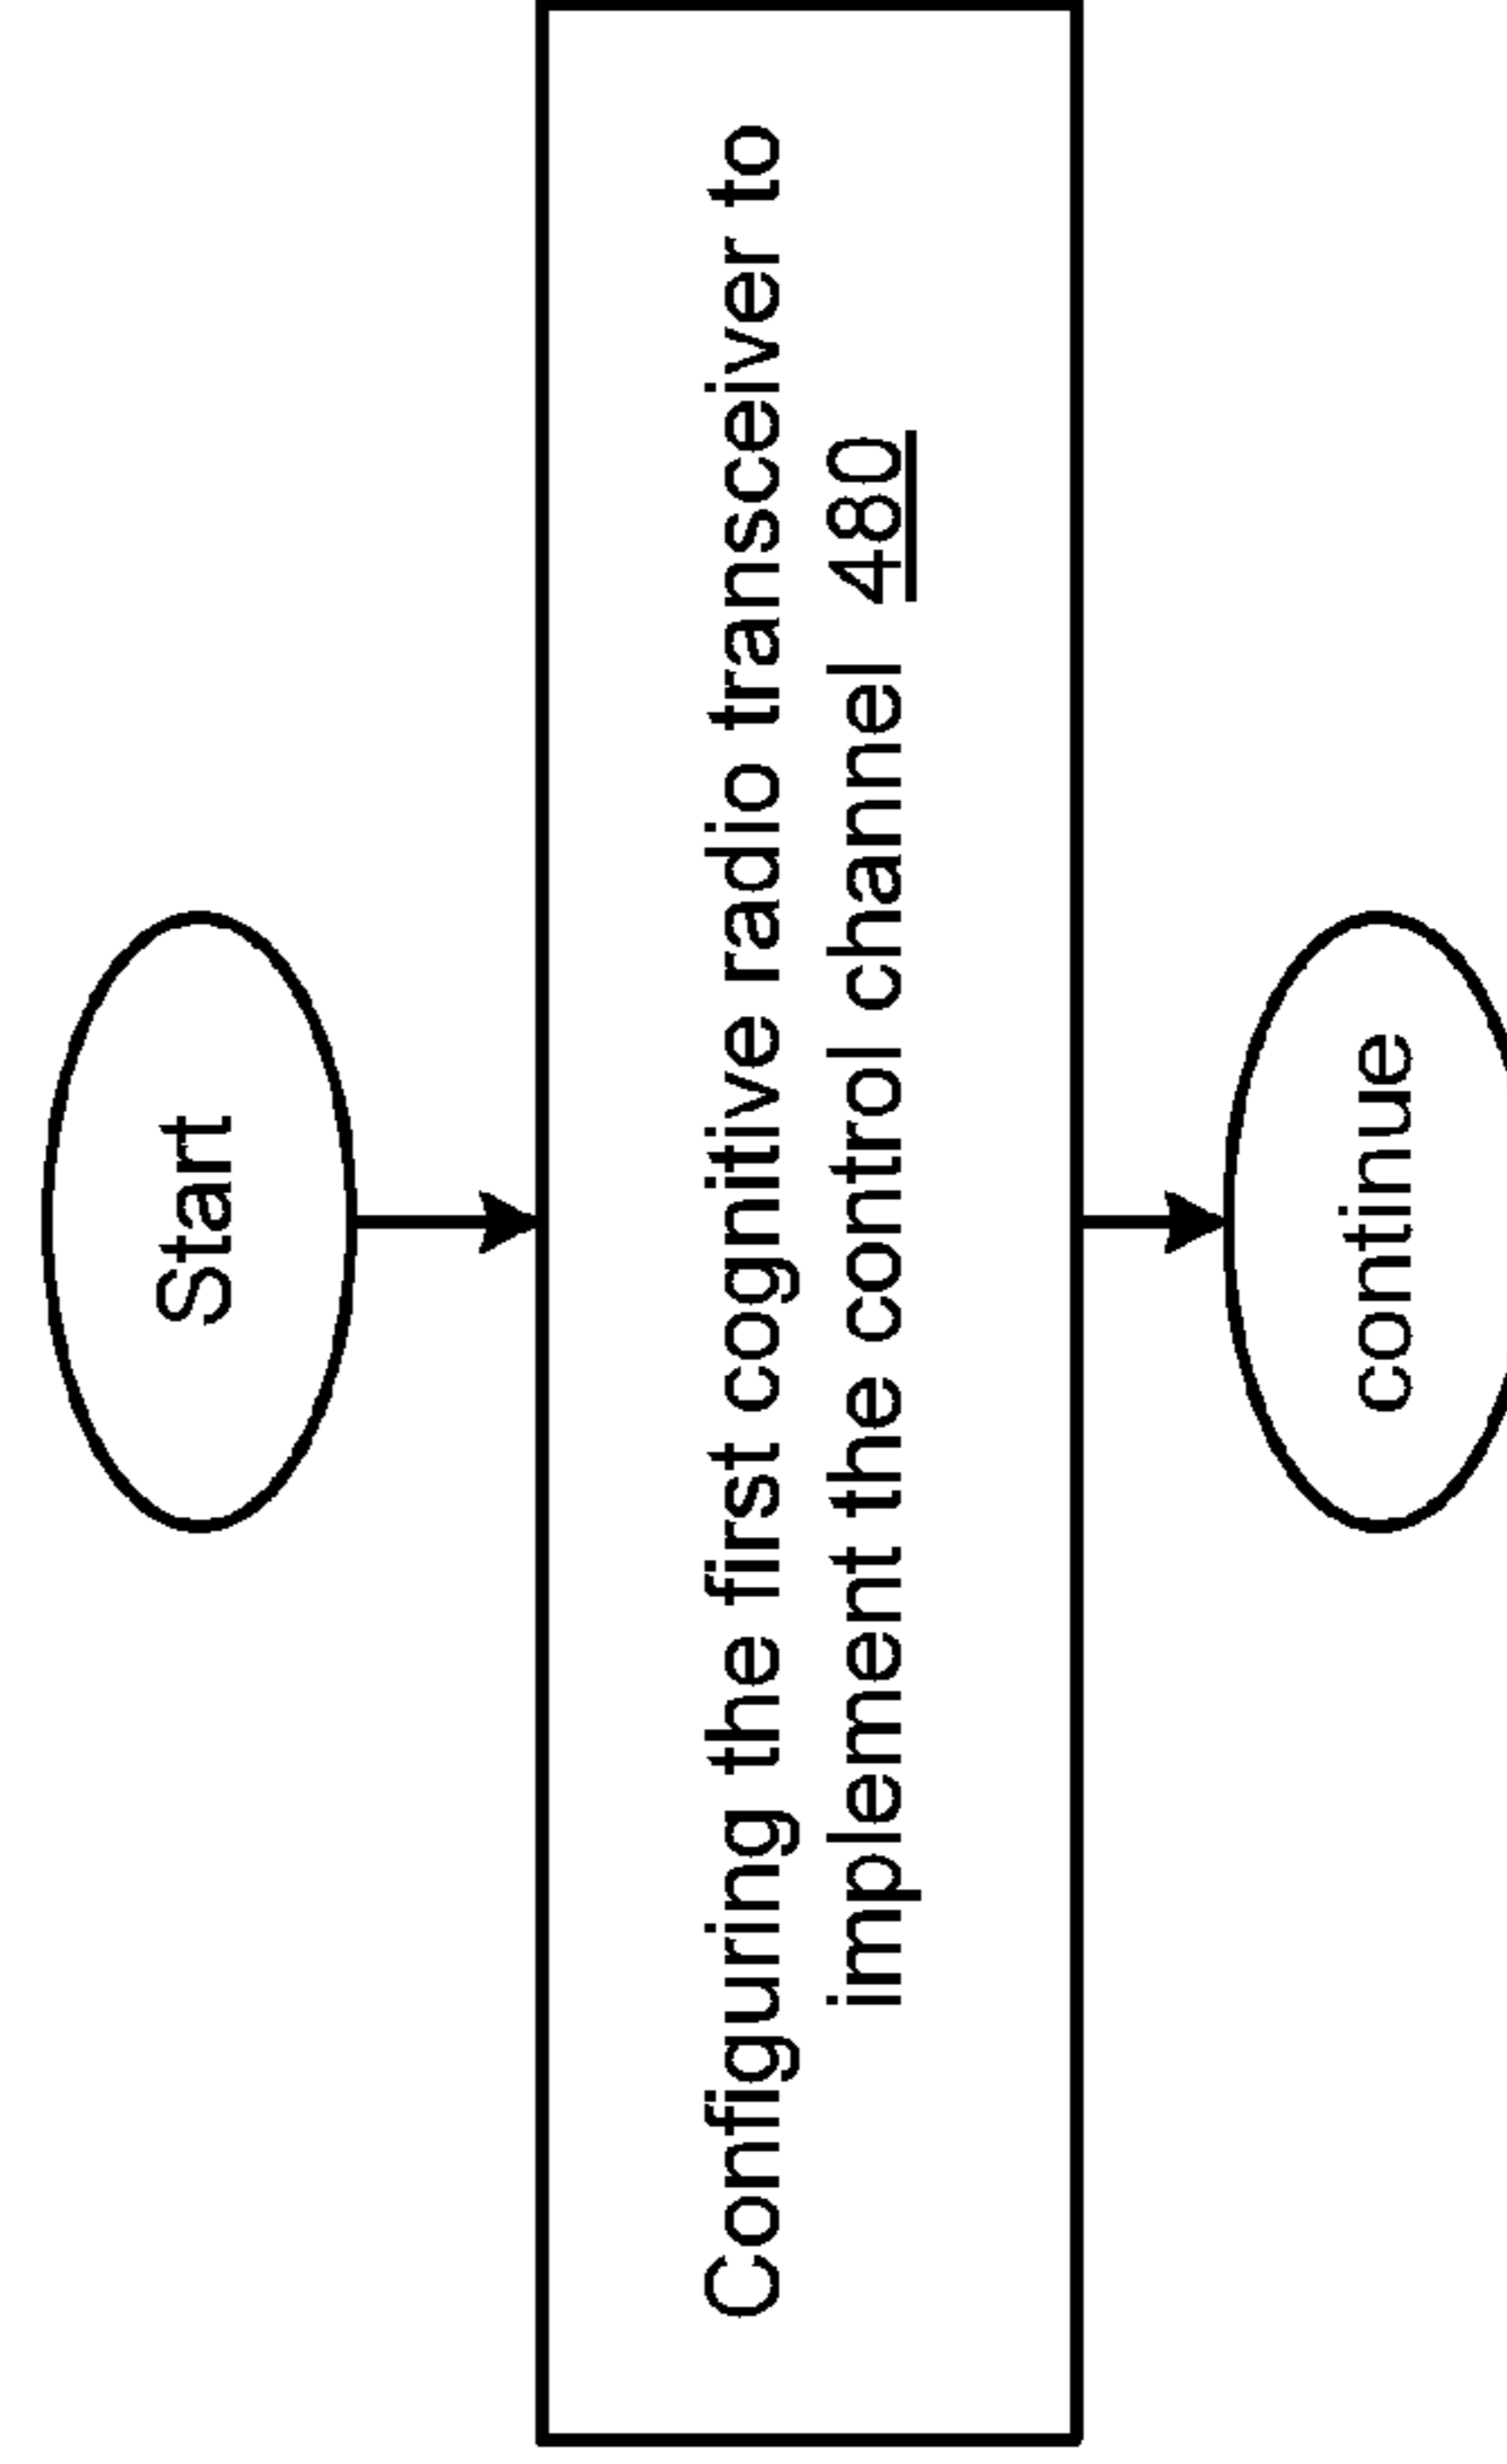 Start
Configuring the first cognitive radio transceiver to
implement the control channel 480
continue